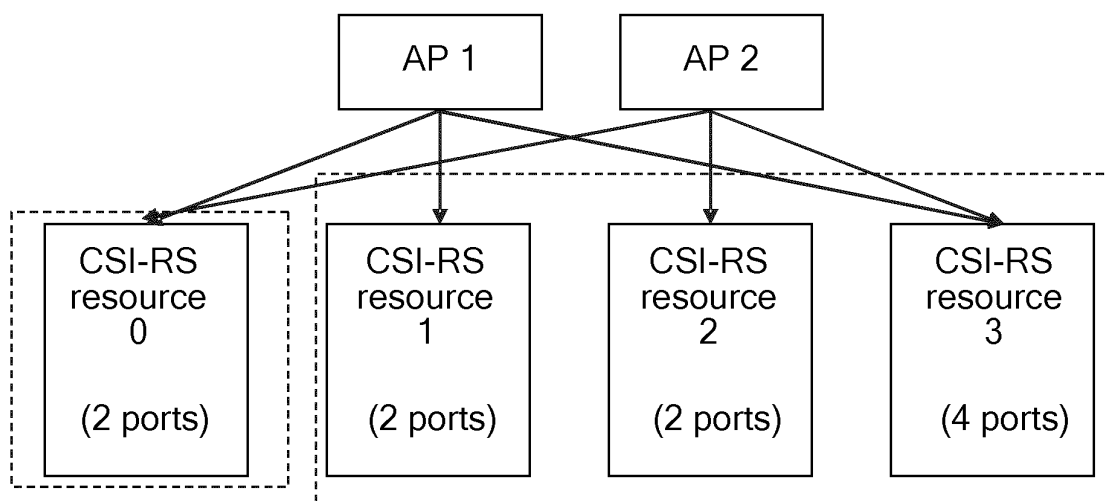 AP 1
AP 2
CSI-RS
resource
0
(2 ports)
CSI-RS
resource
1
(2 ports)
CSI-RS
resource
2
(2 ports)
CSI-RS
resource
3
(4 ports)